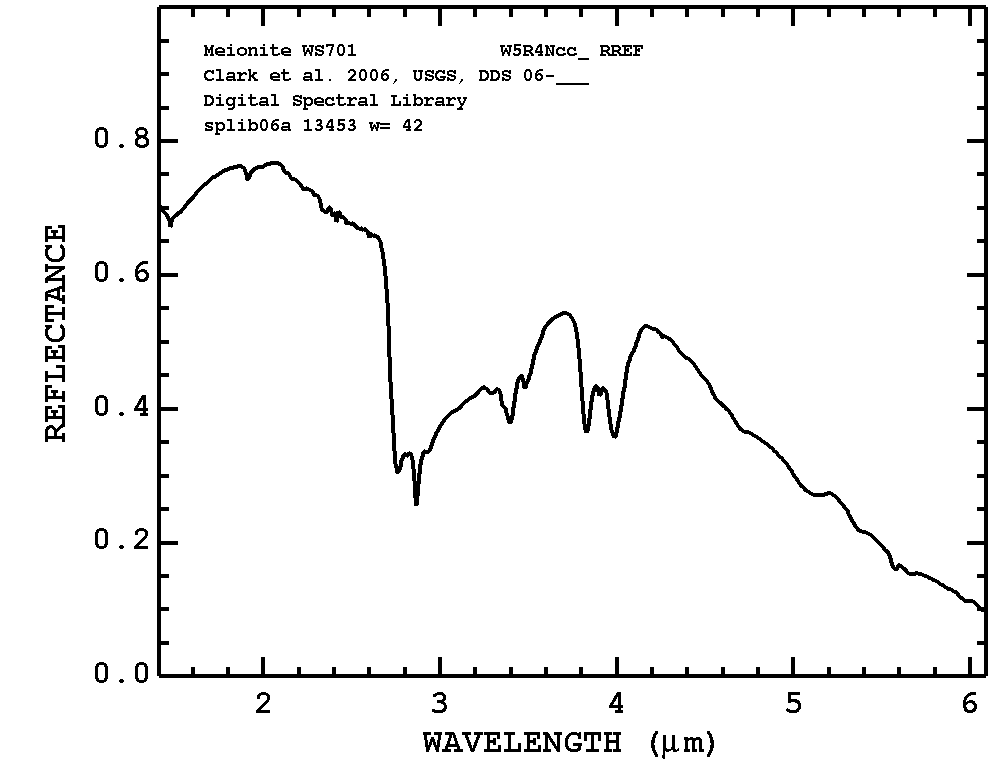 Meionite WS701 W5R4Ncc_ RREF
Clark et al. 2006, USGS, DDS 06-___
Digital Spectral Library
splib06a 13453 w= 42
0.8
0.6
0.4
0.2
0.0
REFLECTANCE
2 3 4 5 6
WAVELENGTH (μm)